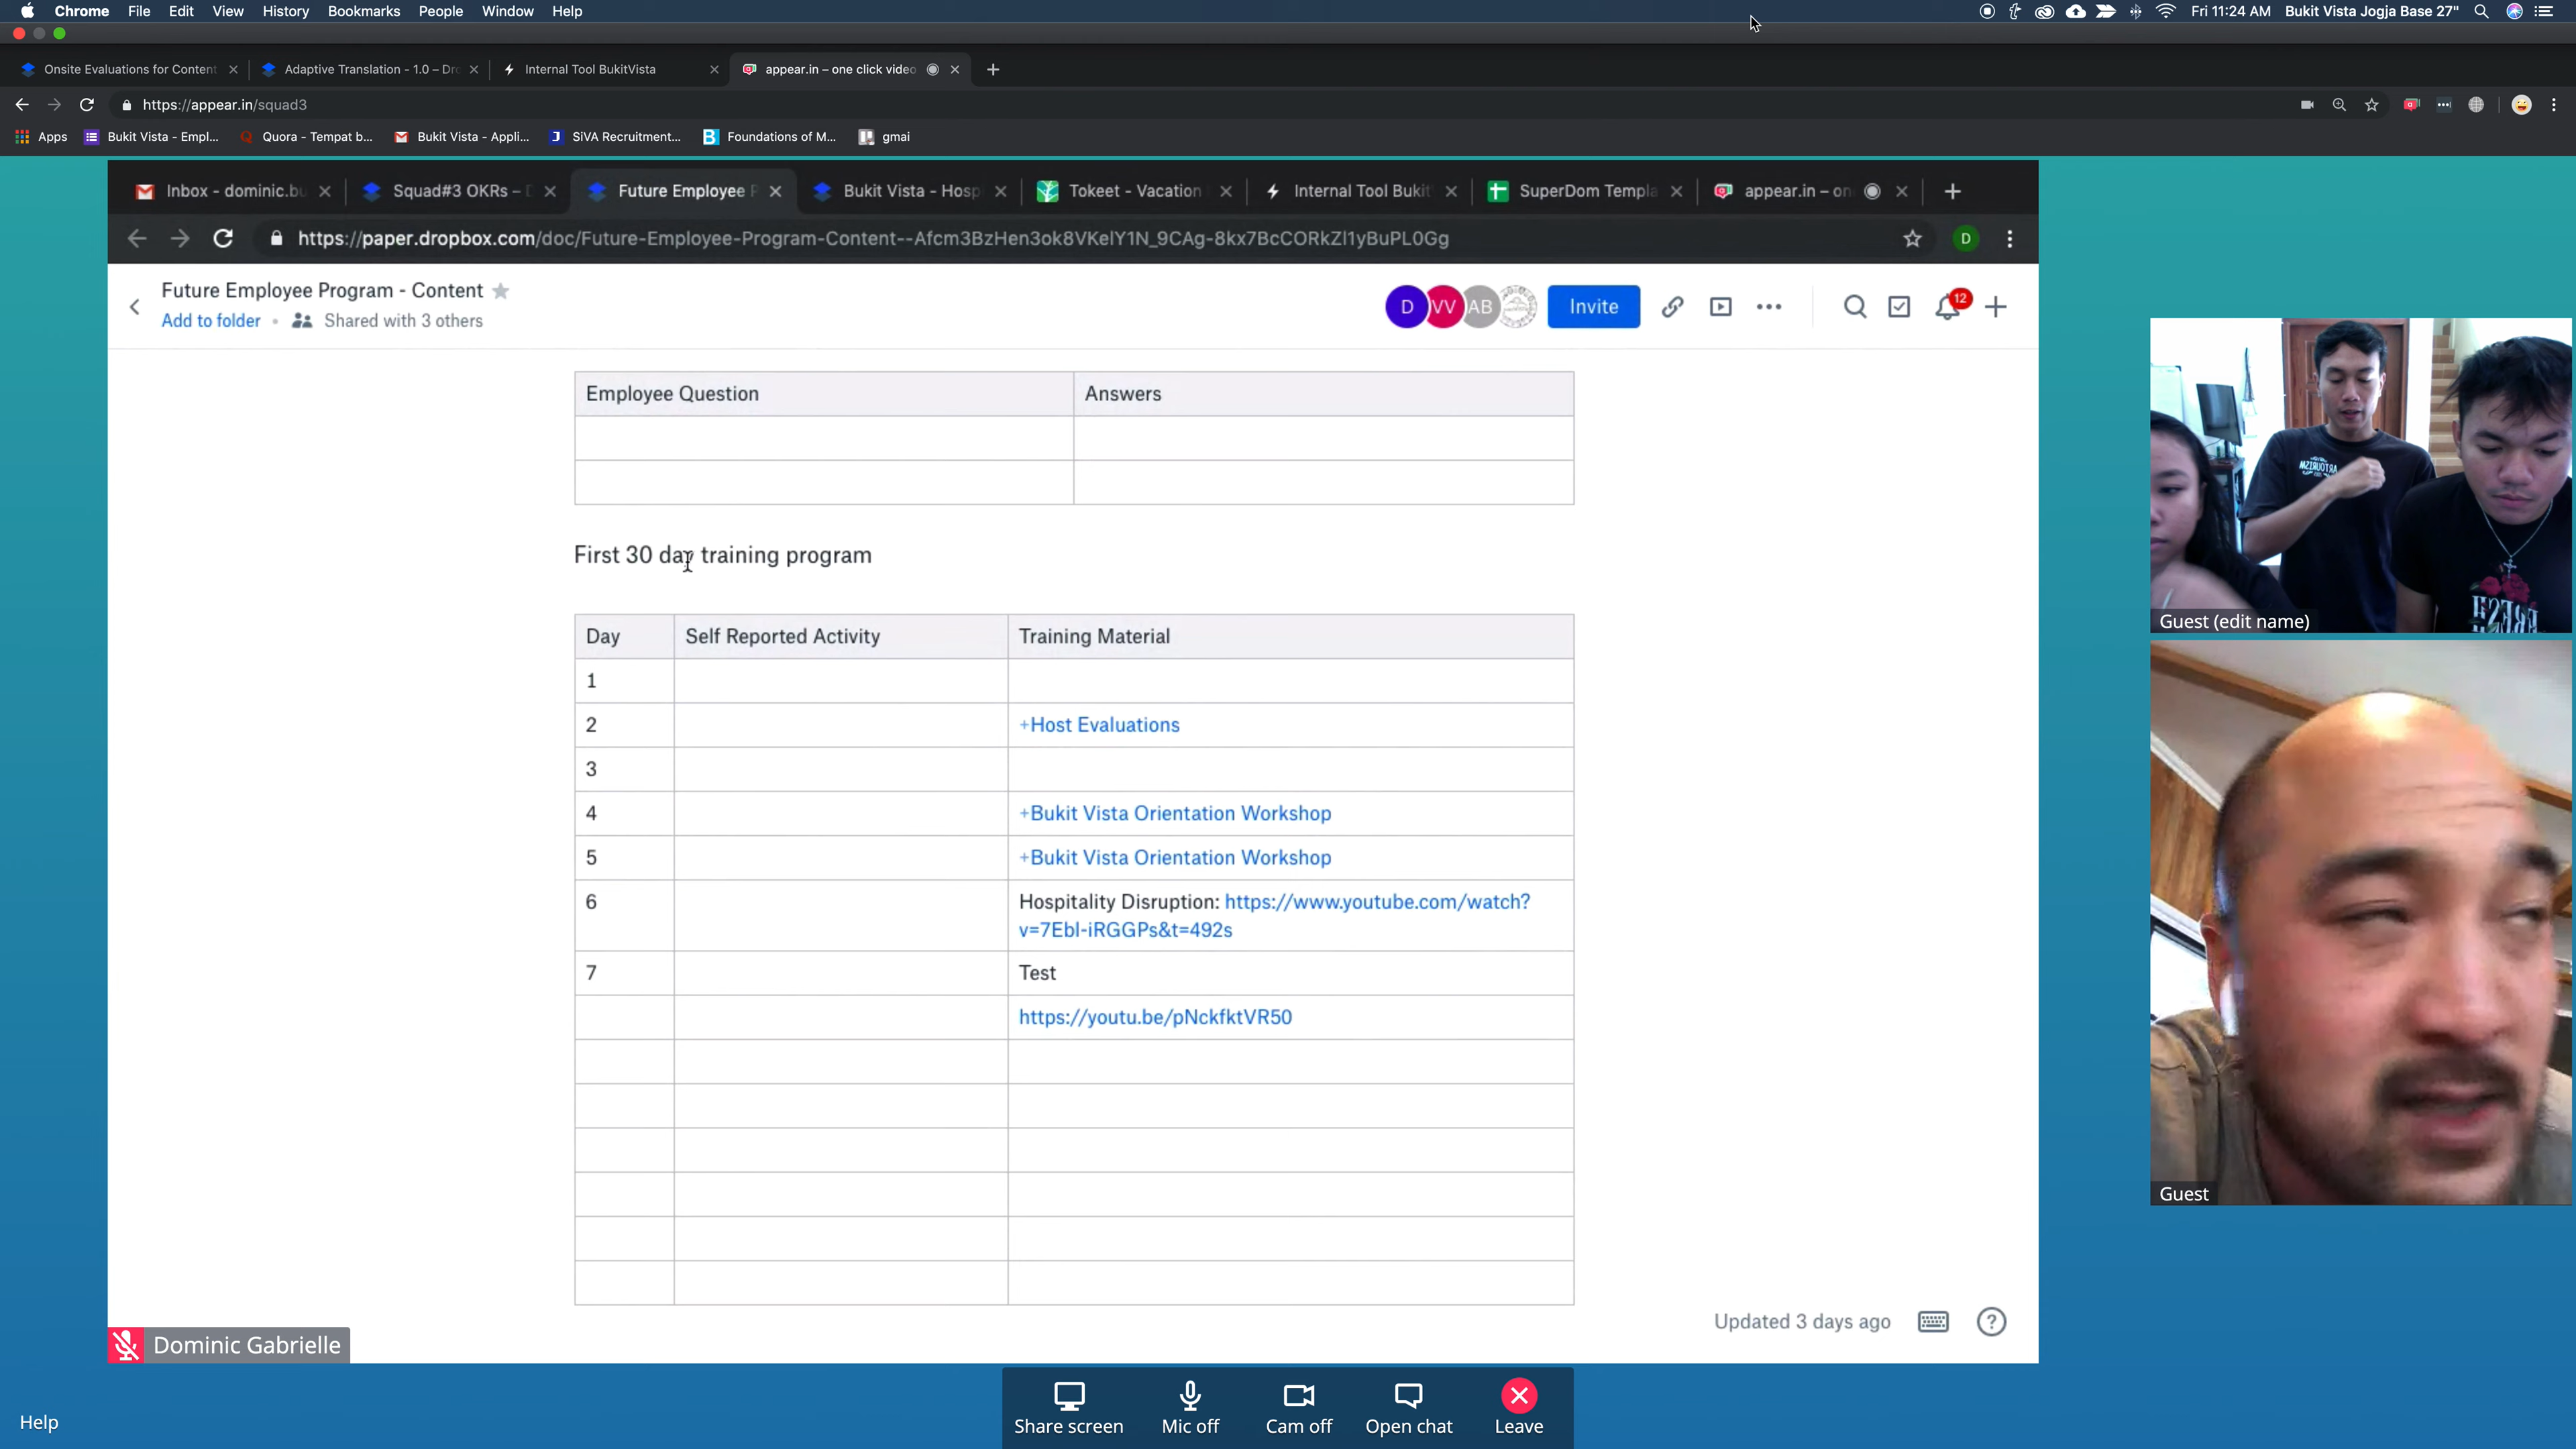 Chrome File Edit View History Bookmarks People Window Help
Fri 11:24 AM Bukit Vista Jogja Base 27"
Onsite Evaluations for Content
Adaptive Translation - 1.0 – Dro
Internal Tool BukitVista
appear.in – one click video
https://appear.in/squad3
Apps
Bukit Vista - Empl...
Quora - Tempat b...
Bukit Vista - Appli...
SiVA Recruitment...
Foundations of M...
gmai
Inbox - dominic.bu
Squad#3 OKRs – D
Future Employee P
Bukit Vista - Hosp
Tokeet - Vacation
Internal Tool Bukit
SuperDom Templa
appear.in – on
https://paper.dropbox.com/doc/Future-Employee-Program-Content--Afcm3BzHen3ok8VKelY1N_9CAg-8kx7BcCORkZl1yBuPL0Gg
D
Future Employee Program - Content
Add to folder • Shared with 3 others
D VV AB
Invite
12
Employee Question Answers
First 30 day training program
Day Self Reported Activity Training Material
1
2 +Host Evaluations
3
4 +Bukit Vista Orientation Workshop
5 +Bukit Vista Orientation Workshop
6 Hospitality Disruption: https://www.youtube.com/watch?
v=7Ebl-iRGGPs&t=492s
7 Test
https://youtu.be/pNckfktVR50
Updated 3 days ago
Dominic Gabrielle
Guest (edit name)
Guest
Help
Share screen
Mic off
Cam off
Open chat
Leave